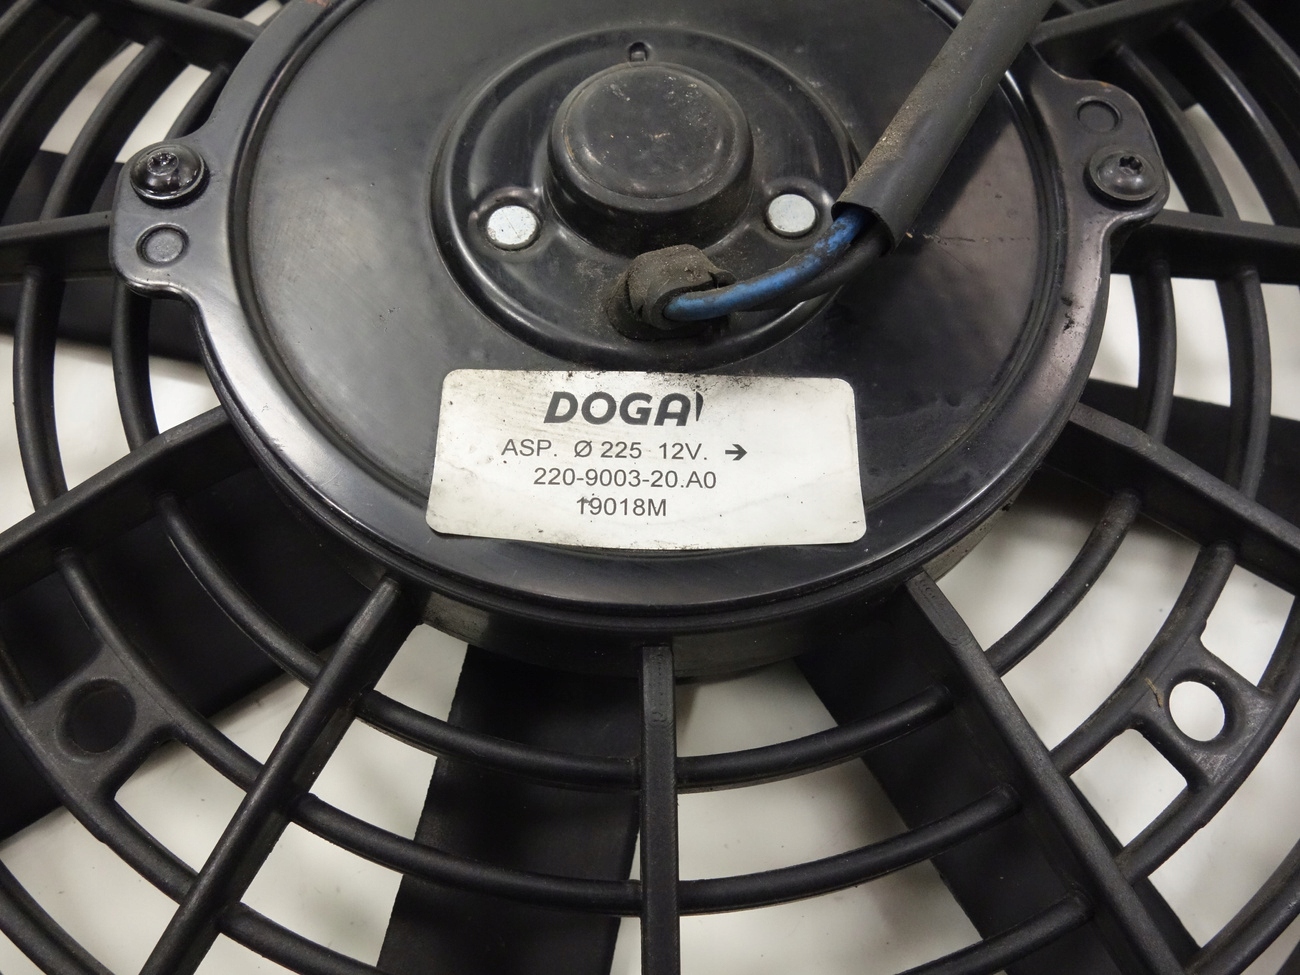 DOGA
ASP. Ø 225 12V. ➔
220-9003-20.A0
19018M